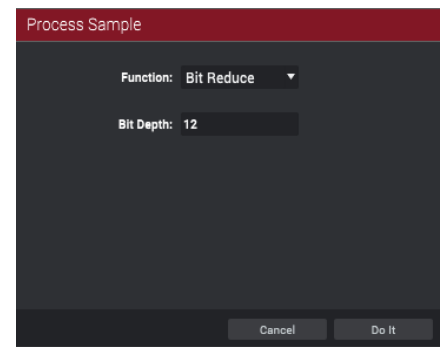 Process Sample
Function: Bit Reduce
Bit Depth: 12
Cancel Do It